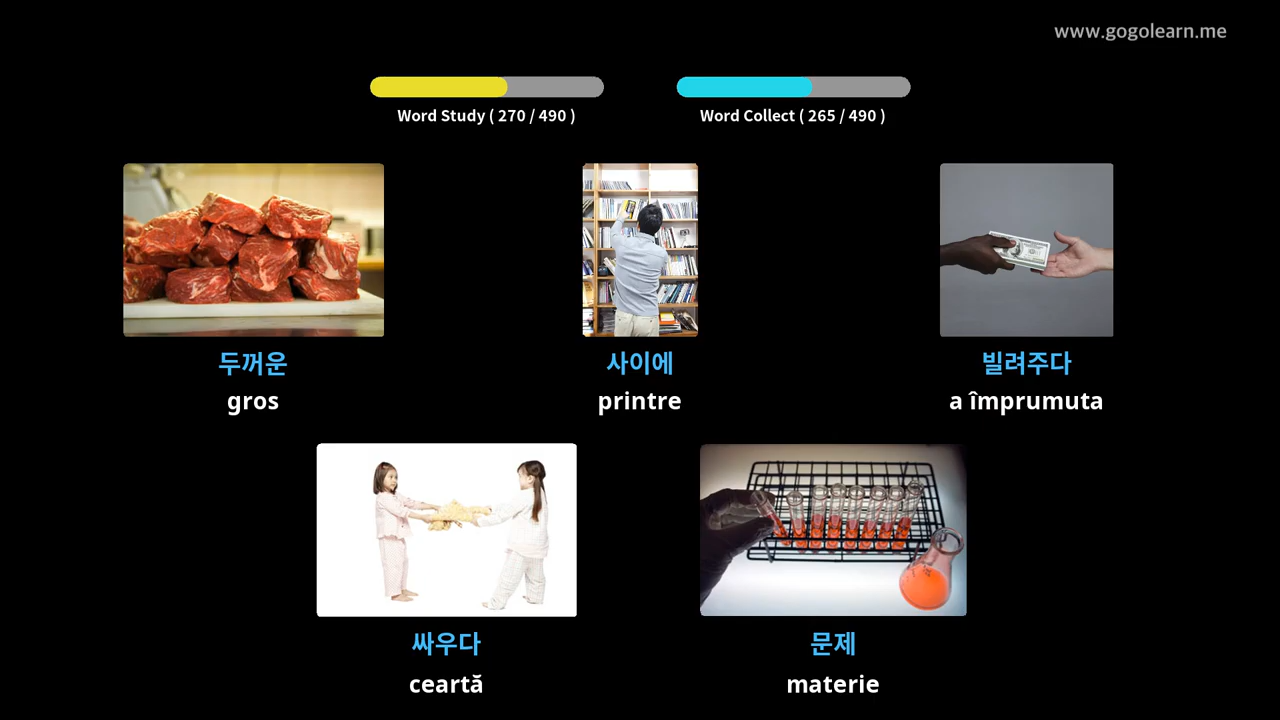 www.gogolearn.me
Word Study ( 270 / 490 )
Word Collect ( 265 / 490 )
두꺼운
gros
사이에
printre
빌려주다
a împrumuta
싸우다
ceartă
문제
materie